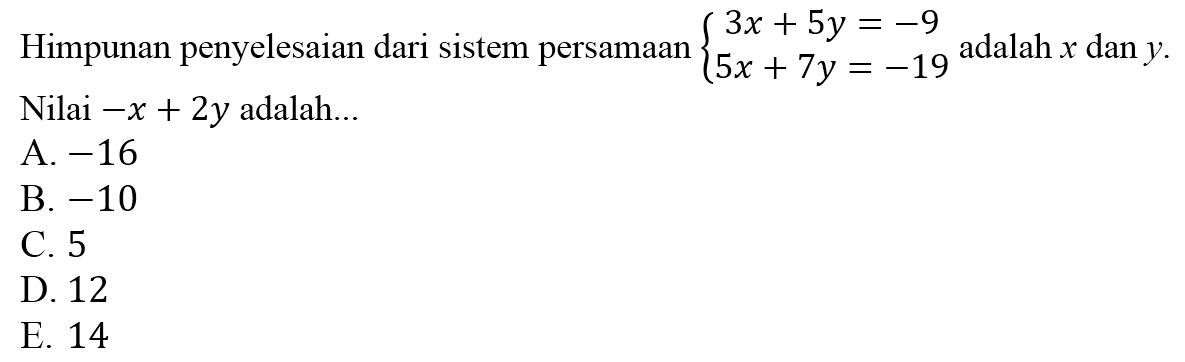 Himpunan penyelesaian dari sistem persamaan { 3x + 5y = −9 adalah x dan y.
5x + 7y = −19
Nilai −x + 2y adalah...
A. −16
B. −10
C. 5
D. 12
E. 14